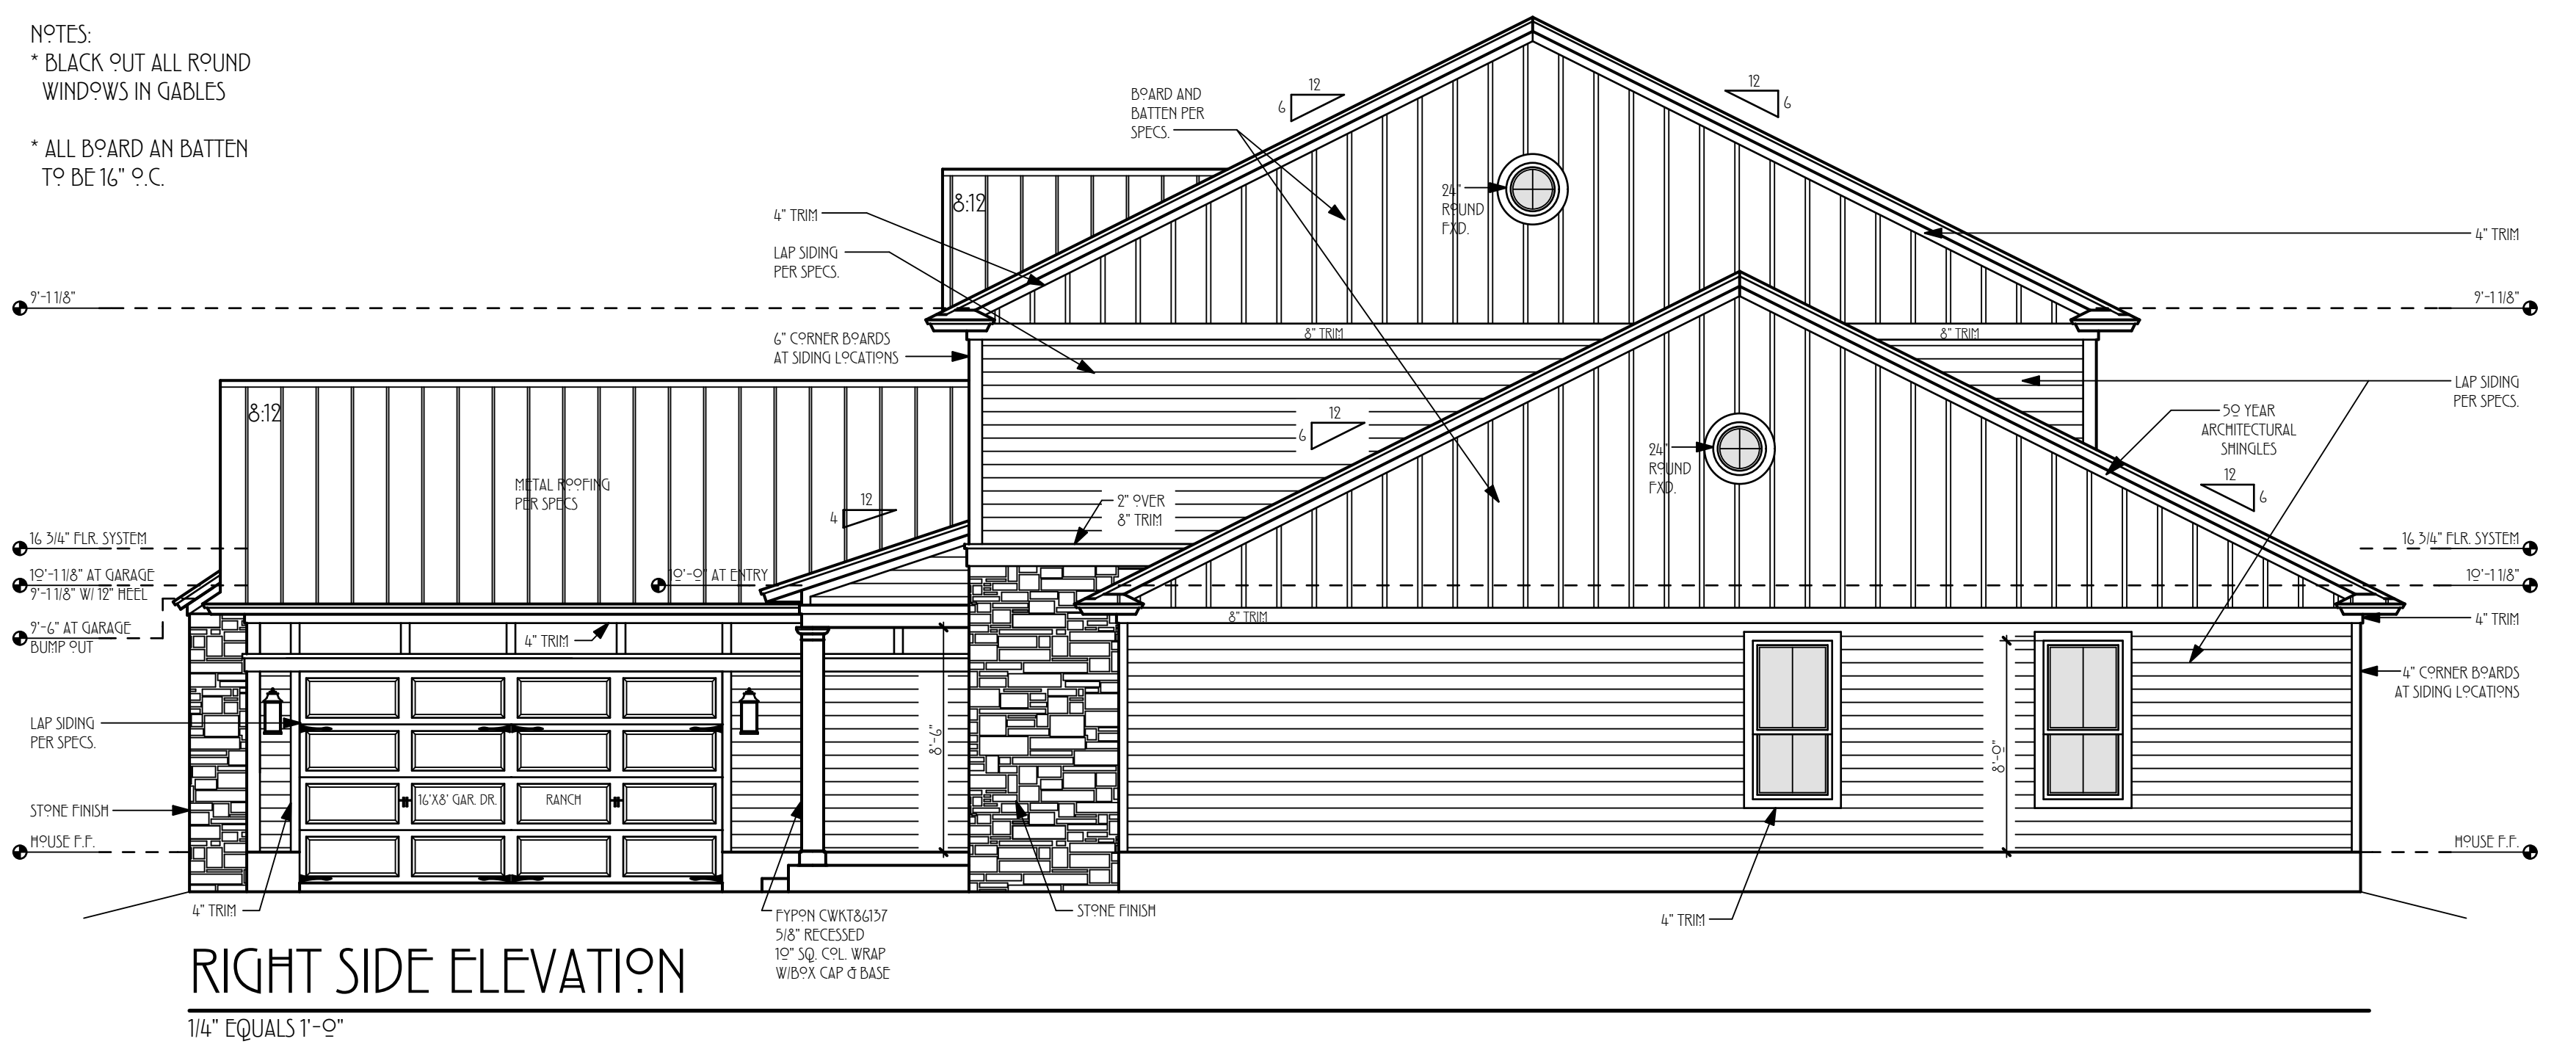 NOTES:
* BLACK OUT ALL ROUND
WINDOWS IN GABLES
* ALL BOARD AN BATTEN
TO BE 16" O.C.
12
6
12
6
BOARD AND
BATTEN PER
SPECS.
24"
ROUND
FXD.
8:12
4" TRIM
4" TRIM
LAP SIDING
PER SPECS.
9'-1 1/8"
9'-1 1/8"
8" TRIM
8" TRIM
6" CORNER BOARDS
AT SIDING LOCATIONS
LAP SIDING
PER SPECS.
8:12
12
6
50 YEAR
ARCHITECTURAL
SHINGLES
24"
ROUND
FXD.
12
6
METAL ROOFING
PER SPECS
12
4
2" OVER
8" TRIM
16 3/4" FLR. SYSTEM
16 3/4" FLR. SYSTEM
10'-1 1/8" AT GARAGE
9'-1 1/8" W/ 12" HEEL
10'-0" AT ENTRY
10'-1 1/8"
9'-6" AT GARAGE
BUMP OUT
4" TRIM
8" TRIM
4" TRIM
4" CORNER BOARDS
AT SIDING LOCATIONS
LAP SIDING
PER SPECS.
8'-6"
8'-0"
16'X8' GAR. DR.
RANCH
STONE FINISH
HOUSE F.F.
HOUSE F.F.
4" TRIM
FYPON CWKT86137
5/8" RECESSED
10" SQ. COL. WRAP
W/BOX CAP & BASE
STONE FINISH
4" TRIM
RIGHT SIDE ELEVATION
1/4" EQUALS 1'-0"